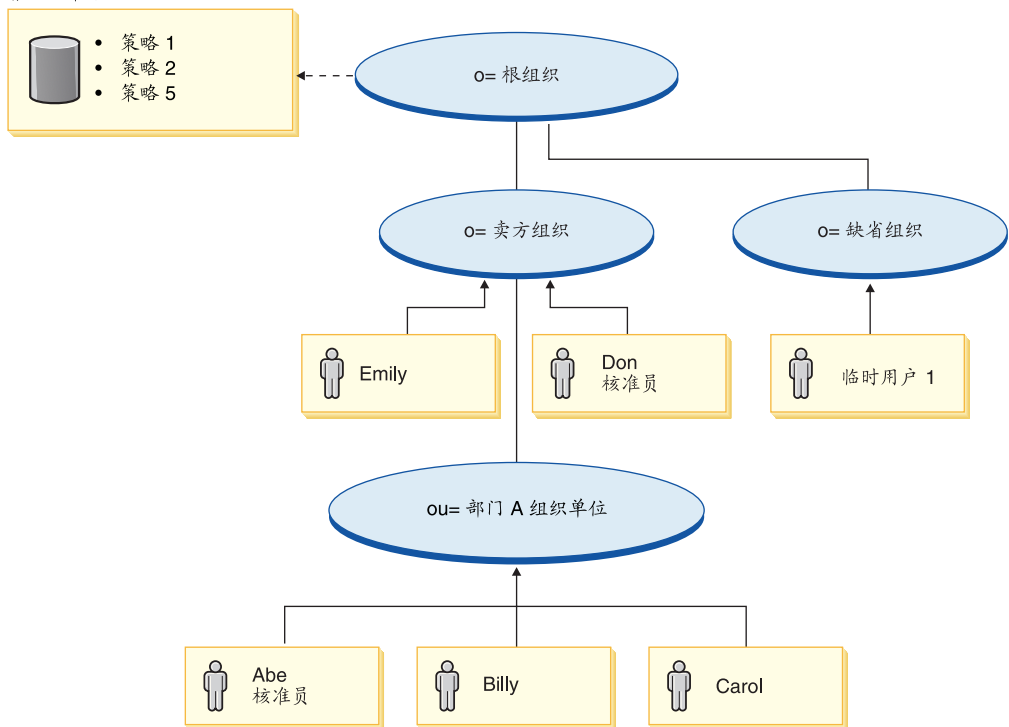 • 策略 1
• 策略 2
• 策略 5
o= 根组织
o= 卖方组织
o= 缺省组织
Emily
Don
核准员
临时用户 1
ou= 部门 A 组织单位
Abe
核准员
Billy
Carol